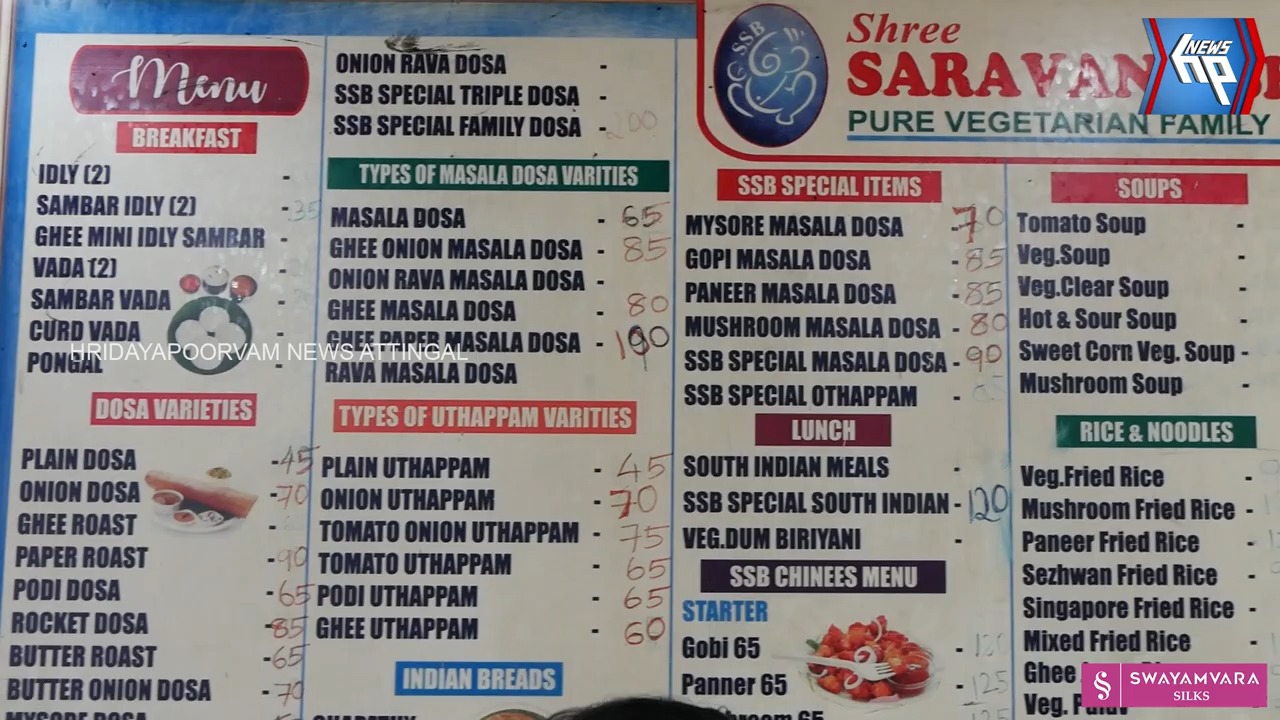 Menu
BREAKFAST
IDLY (2) -
SAMBAR IDLY (2) - 35
GHEE MINI IDLY SAMBAR -
VADA (2) -
SAMBAR VADA -
CURD VADA -
PONGAL -
DOSA VARIETIES
PLAIN DOSA - 45
ONION DOSA - 70
GHEE ROAST -
PAPER ROAST - 90
PODI DOSA - 65
ROCKET DOSA - 85
BUTTER ROAST - 65
BUTTER ONION DOSA - 70
MYSORE DOSA
ONION RAVA DOSA -
SSB SPECIAL TRIPLE DOSA -
SSB SPECIAL FAMILY DOSA - 200
TYPES OF MASALA DOSA VARITIES
MASALA DOSA - 65
GHEE ONION MASALA DOSA - 85
ONION RAVA MASALA DOSA -
GHEE MASALA DOSA - 80
GHEE PAPER MASALA DOSA - 100
RAVA MASALA DOSA
TYPES OF UTHAPPAM VARITIES
PLAIN UTHAPPAM - 45
ONION UTHAPPAM - 70
TOMATO ONION UTHAPPAM - 75
TOMATO UTHAPPAM - 65
PODI UTHAPPAM - 65
GHEE UTHAPPAM - 60
INDIAN BREADS
SSB
Shree
SARAVAN
PURE VEGETARIAN FAMILY
SSB SPECIAL ITEMS
MYSORE MASALA DOSA - 70
GOPI MASALA DOSA - 85
PANEER MASALA DOSA - 85
MUSHROOM MASALA DOSA - 80
SSB SPECIAL MASALA DOSA - 90
SSB SPECIAL OTHAPPAM -
LUNCH
SOUTH INDIAN MEALS -
SSB SPECIAL SOUTH INDIAN - 120
VEG.DUM BIRIYANI -
SSB CHINEES MENU
STARTER
Gobi 65 - 120
Panner 65 - 125
SOUPS
Tomato Soup -
Veg.Soup -
Veg.Clear Soup -
Hot & Sour Soup -
Sweet Corn Veg. Soup -
Mushroom Soup -
RICE & NOODLES
Veg.Fried Rice -
Mushroom Fried Rice -
Paneer Fried Rice -
Sezhwan Fried Rice -
Singapore Fried Rice -
Mixed Fried Rice -
Ghee
Veg.
HRIDAYAPOORVAM NEWS ATTINGAL
NEWS
hp
SWAYAMVARA
SILKS